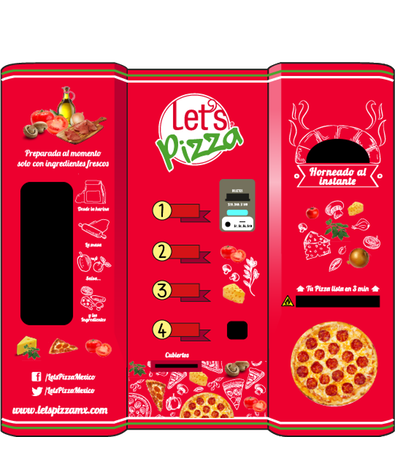 Preparada al momento
solo con ingredientes frescos
Desde la harina
La masa
Salsa...
y los
Ingredientes
/LetsPizzaMexico
/LetsPizzaMexico
www.letspizzamx.com
Let's
Pizza
1
2
3
4
Cubiertos
Horneado al
instante
Tu Pizza lista en 3 min